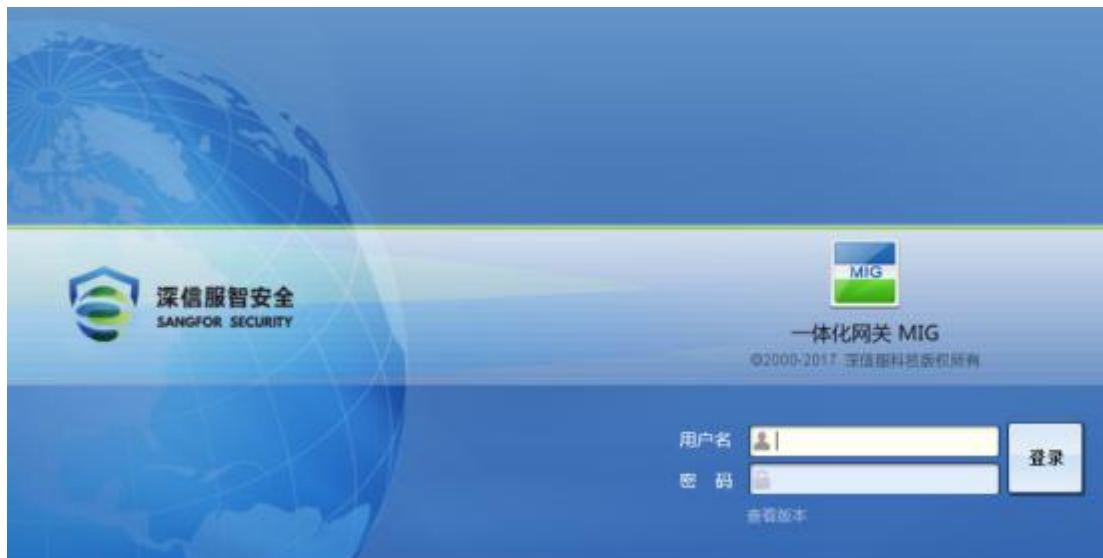 MIG
深信服智安全
SANGFOR SECURITY
一体化网关 MIG
©2000-2017 深信服科技版权所有
用户名
登录
密 码
查看版本